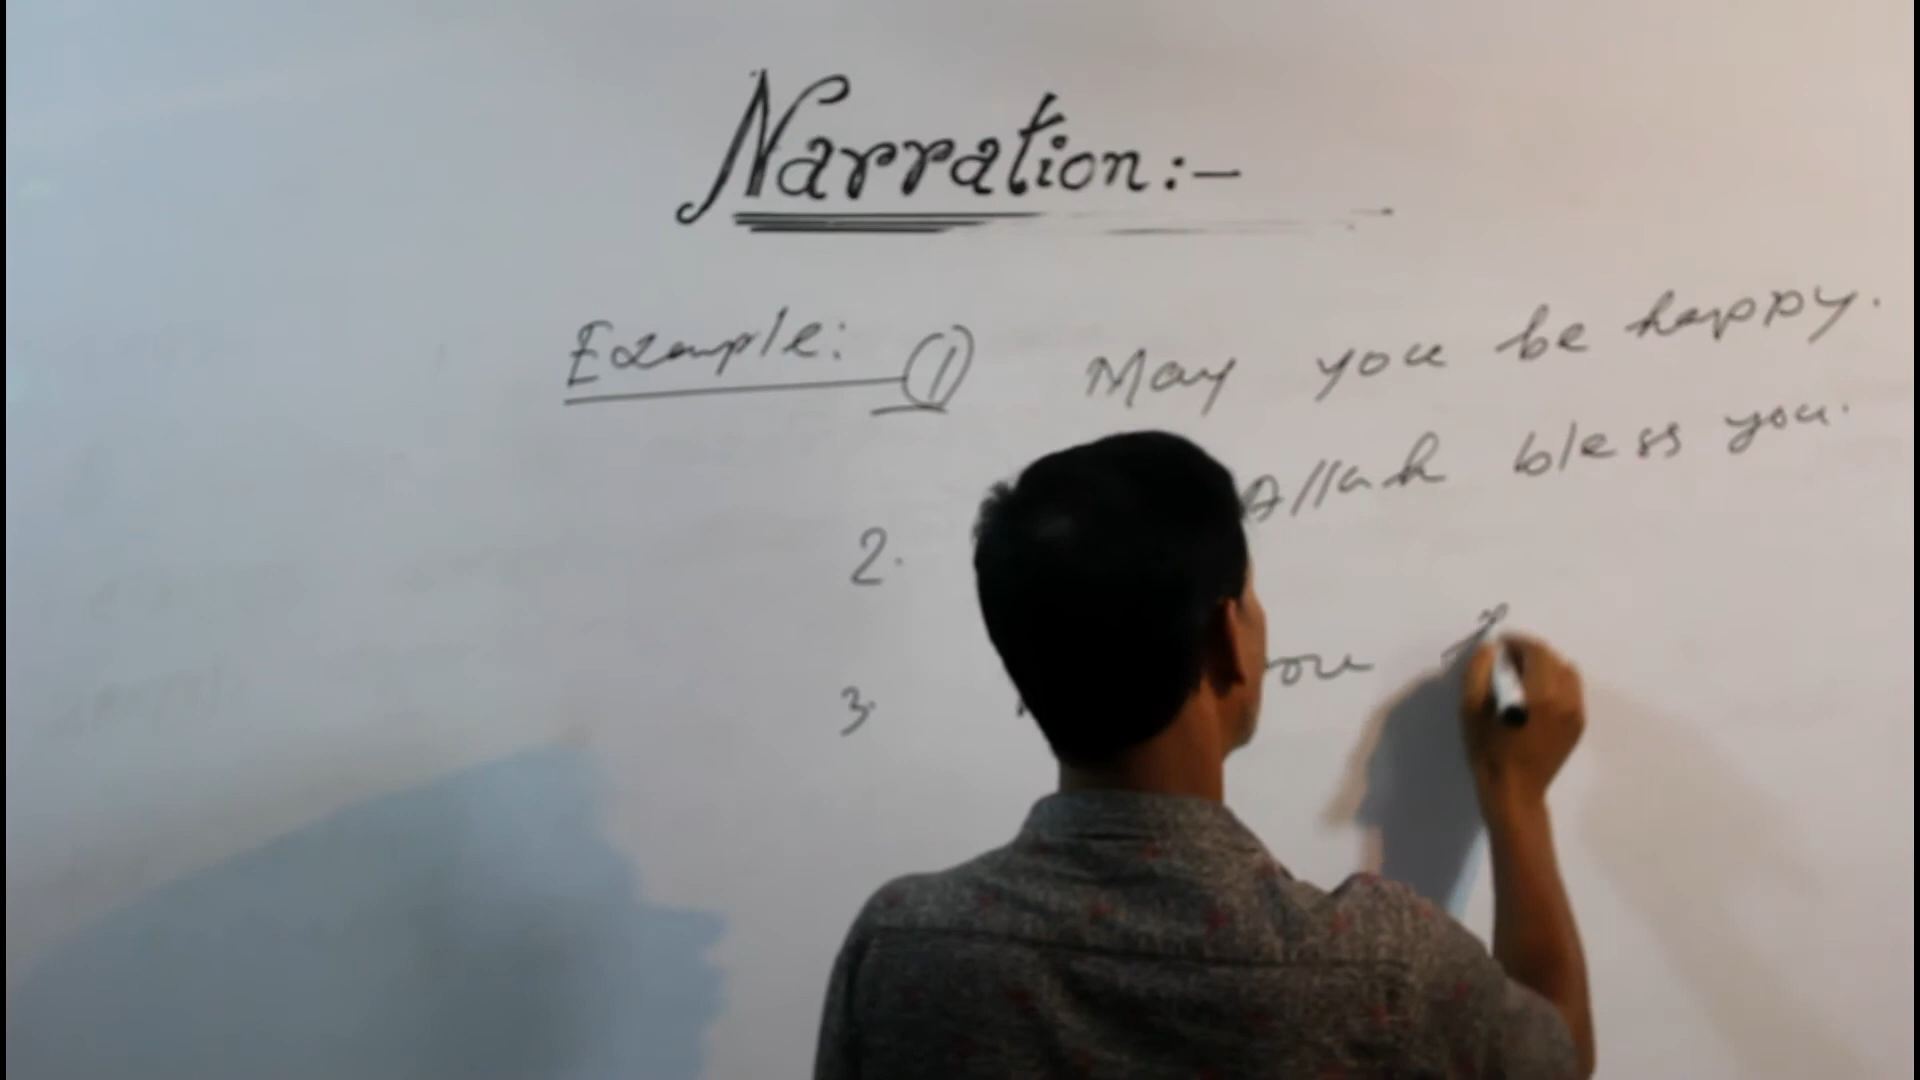 Narration:-
Example: 1 May you be happy.
2. Allah bless you.
3.